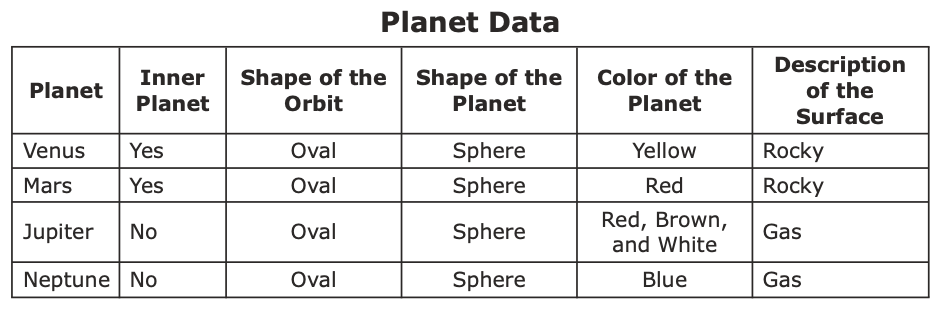 Planet Data
Planet Inner Planet Shape of the Orbit Shape of the Planet Color of the Planet Description of the Surface
Venus Yes Oval Sphere Yellow Rocky
Mars Yes Oval Sphere Red Rocky
Jupiter No Oval Sphere Red, Brown, and White Gas
Neptune No Oval Sphere Blue Gas